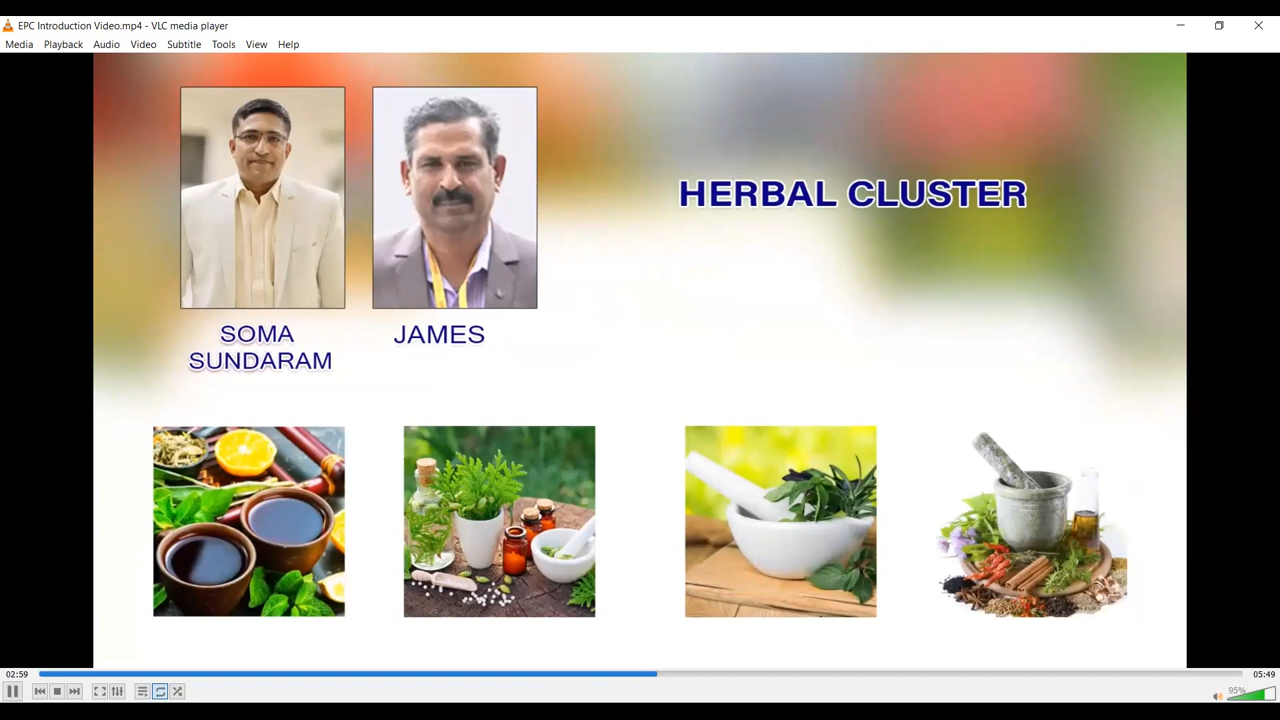 EPC Introduction Video.mp4 - VLC media player
Media Playback Audio Video Subtitle Tools View Help
HERBAL CLUSTER
SOMA
SUNDARAM
JAMES
02:59
05:49
95%